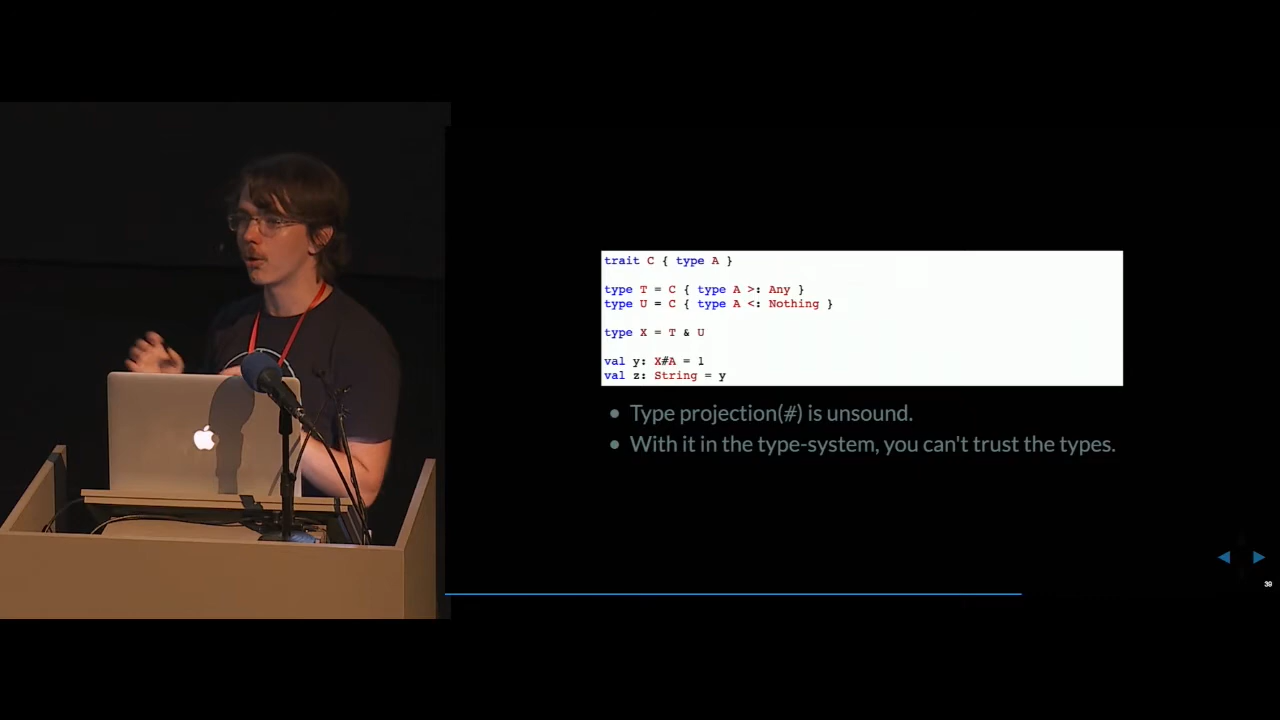 trait C { type A }
type T = C { type A >: Any }
type U = C { type A <: Nothing }
type X = T & U
val y: X#A = 1
val z: String = y
Type projection(#) is unsound.
With it in the type-system, you can't trust the types.
39